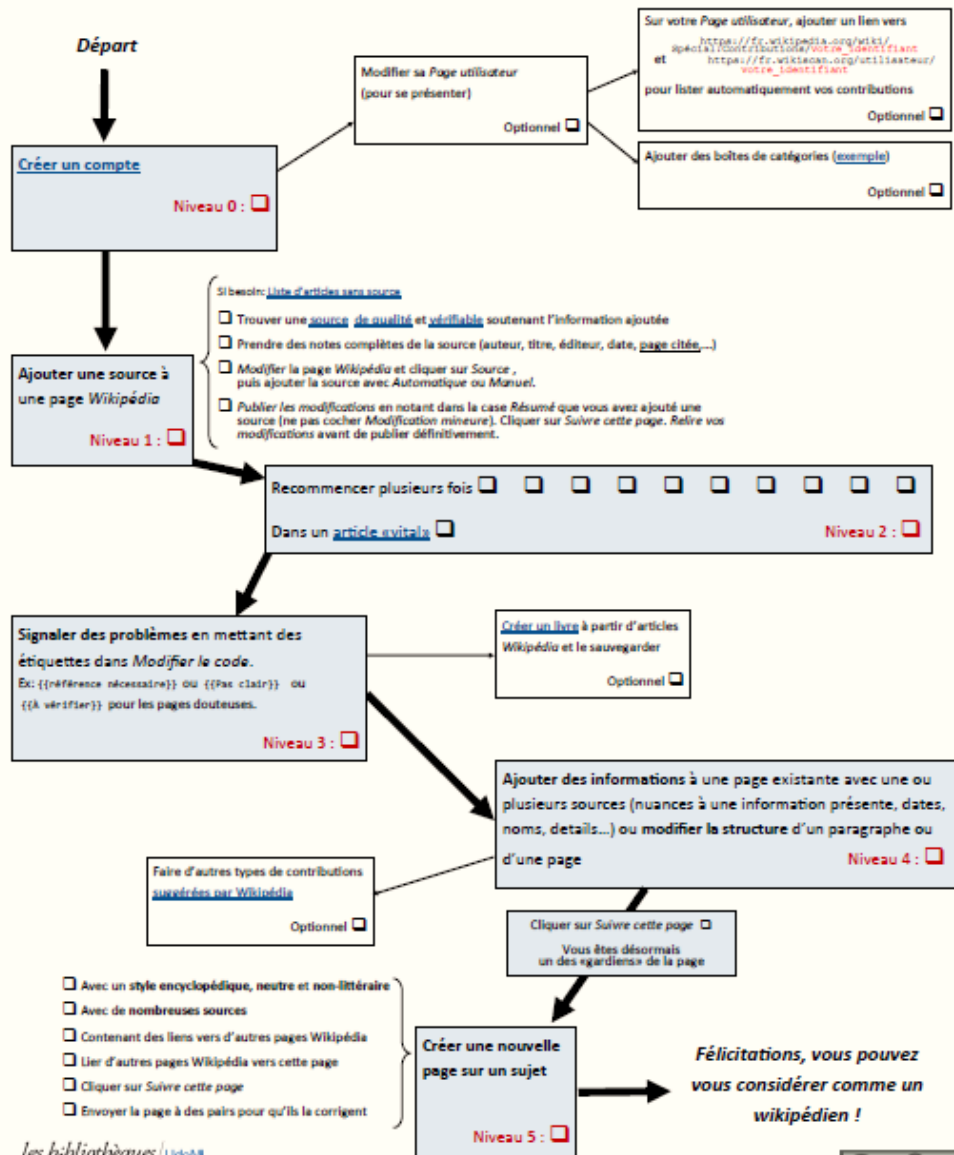 Départ
Créer un compte
Niveau 0 :
Modifier sa Page utilisateur
(pour se présenter)
Optionnel
Sur votre Page utilisateur, ajouter un lien vers
https://fr.wikipedia.org/wiki/
Spécial:Contributions/votre_identifiant
et https://fr.wikiscan.org/utilisateur/
votre_identifiant
pour lister automatiquement vos contributions
Optionnel
Ajouter des boîtes de catégories (exemple)
Optionnel
Ajouter une source à
une page Wikipédia
Niveau 1 :
Si besoin: Liste d'articles sans source
Trouver une source de qualité et vérifiable soutenant l'information ajoutée
Prendre des notes complètes de la source (auteur, titre, éditeur, date, page citée,...)
Modifier la page Wikipédia et cliquer sur Source ,
puis ajouter la source avec Automatique ou Manuel.
Publier les modifications en notant dans la case Résumé que vous avez ajouté une
source (ne pas cocher Modification mineure). Cliquer sur Suivre cette page. Relire vos
modifications avant de publier définitivement.
Recommencer plusieurs fois
Dans un article «vital»
Niveau 2 :
Signaler des problèmes en mettant des
étiquettes dans Modifier le code.
Ex: {{référence nécessaire}} ou {{Pas clair}} ou
{{À vérifier}} pour les pages douteuses.
Niveau 3 :
Créer un livre à partir d'articles
Wikipédia et le sauvegarder
Optionnel
Ajouter des informations à une page existante avec une ou
plusieurs sources (nuances à une information présente, dates,
noms, details...) ou modifier la structure d'un paragraphe ou
d'une page
Niveau 4 :
Faire d'autres types de contributions
suggérées par Wikipédia
Optionnel
Cliquer sur Suivre cette page
Vous êtes désormais
un des «gardiens» de la page
Avec un style encyclopédique, neutre et non-littéraire
Avec de nombreuses sources
Contenant des liens vers d'autres pages Wikipédia
Lier d'autres pages Wikipédia vers cette page
Cliquer sur Suivre cette page
Envoyer la page à des pairs pour qu'ils la corrigent
Créer une nouvelle
page sur un sujet
Niveau 5 :
Félicitations, vous pouvez
vous considérer comme un
wikipédien !
les bibliothèques